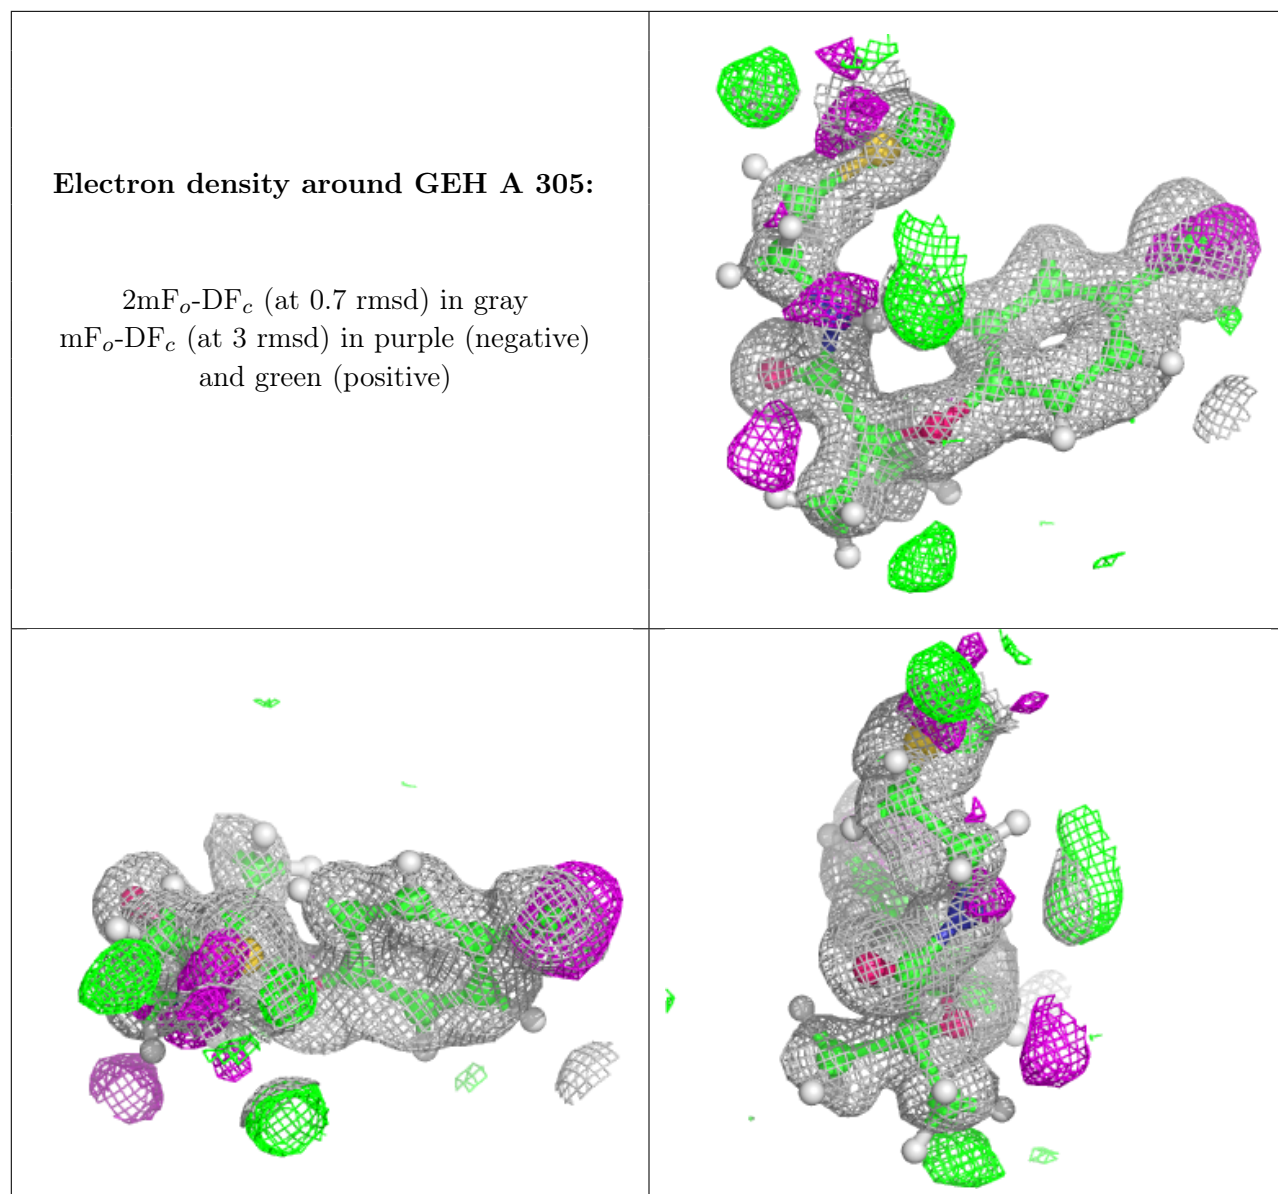 Electron density around GEH A 305:
2mFo-DFc (at 0.7 rmsd) in gray
mFo-DFc (at 3 rmsd) in purple (negative)
and green (positive)